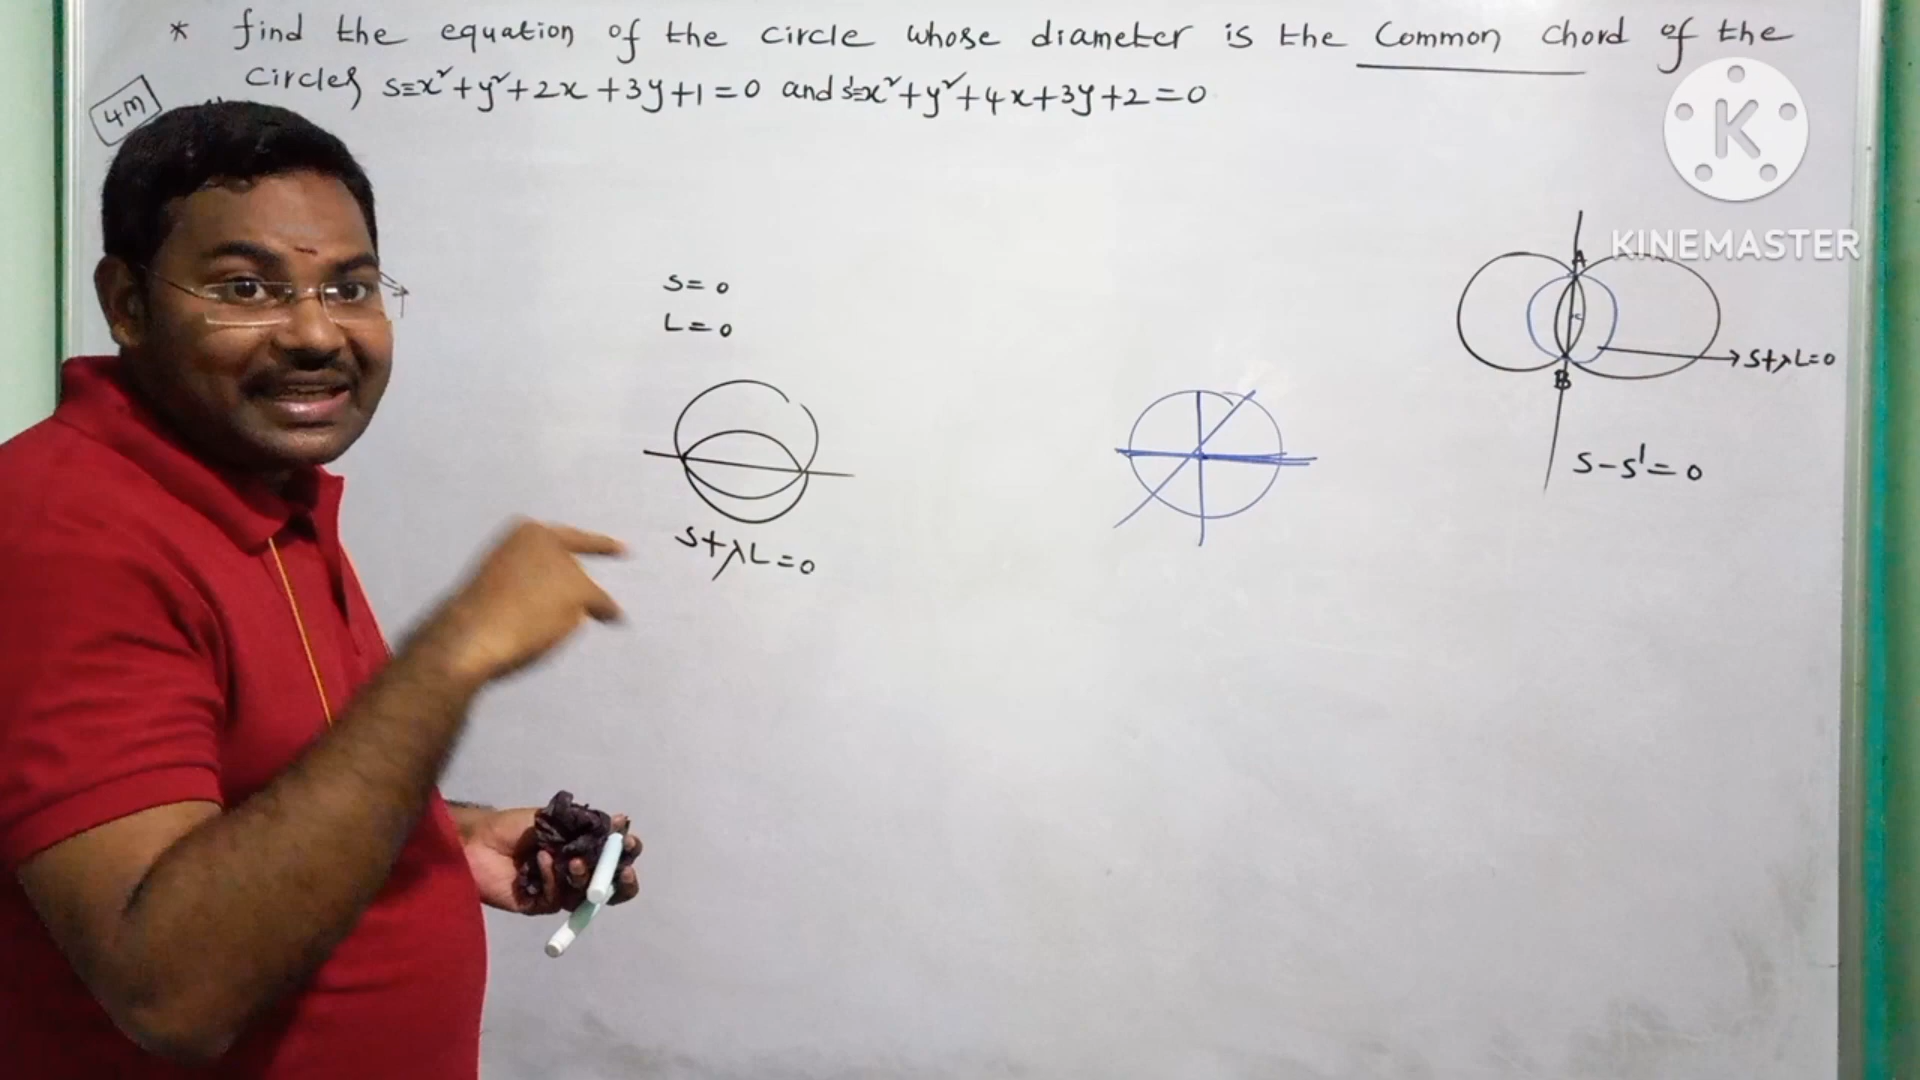 * find the equation of the circle whose diameter is the common chord of the
circles S≡x²+y²+2x+3y+1=0 and S'≡x²+y²+4x+3y+2=0
4M
K
KINEMASTER
S=0
L=0
A
C
S+λL=0
B
S-S'=0
S+λL=0